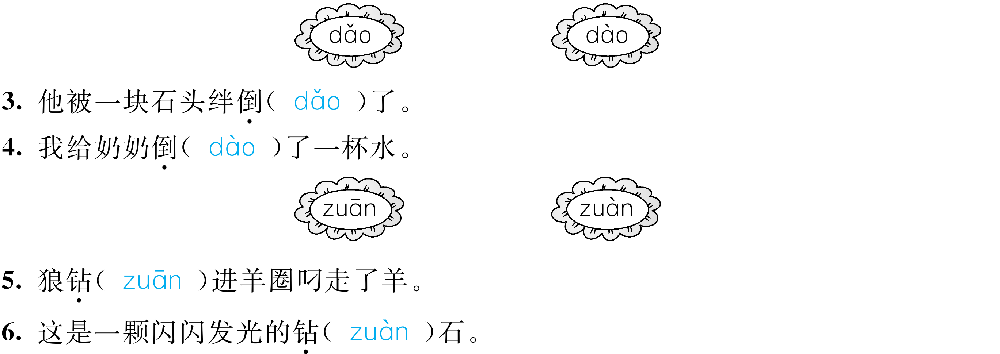 dǎo dào
3. 他被一块石头绊倒( dǎo )了。
4. 我给奶奶倒( dào )了一杯水。
zuān zuàn
5. 狼钻( zuān )进羊圈叼走了羊。
6. 这是一颗闪闪发光的钻( zuàn )石。